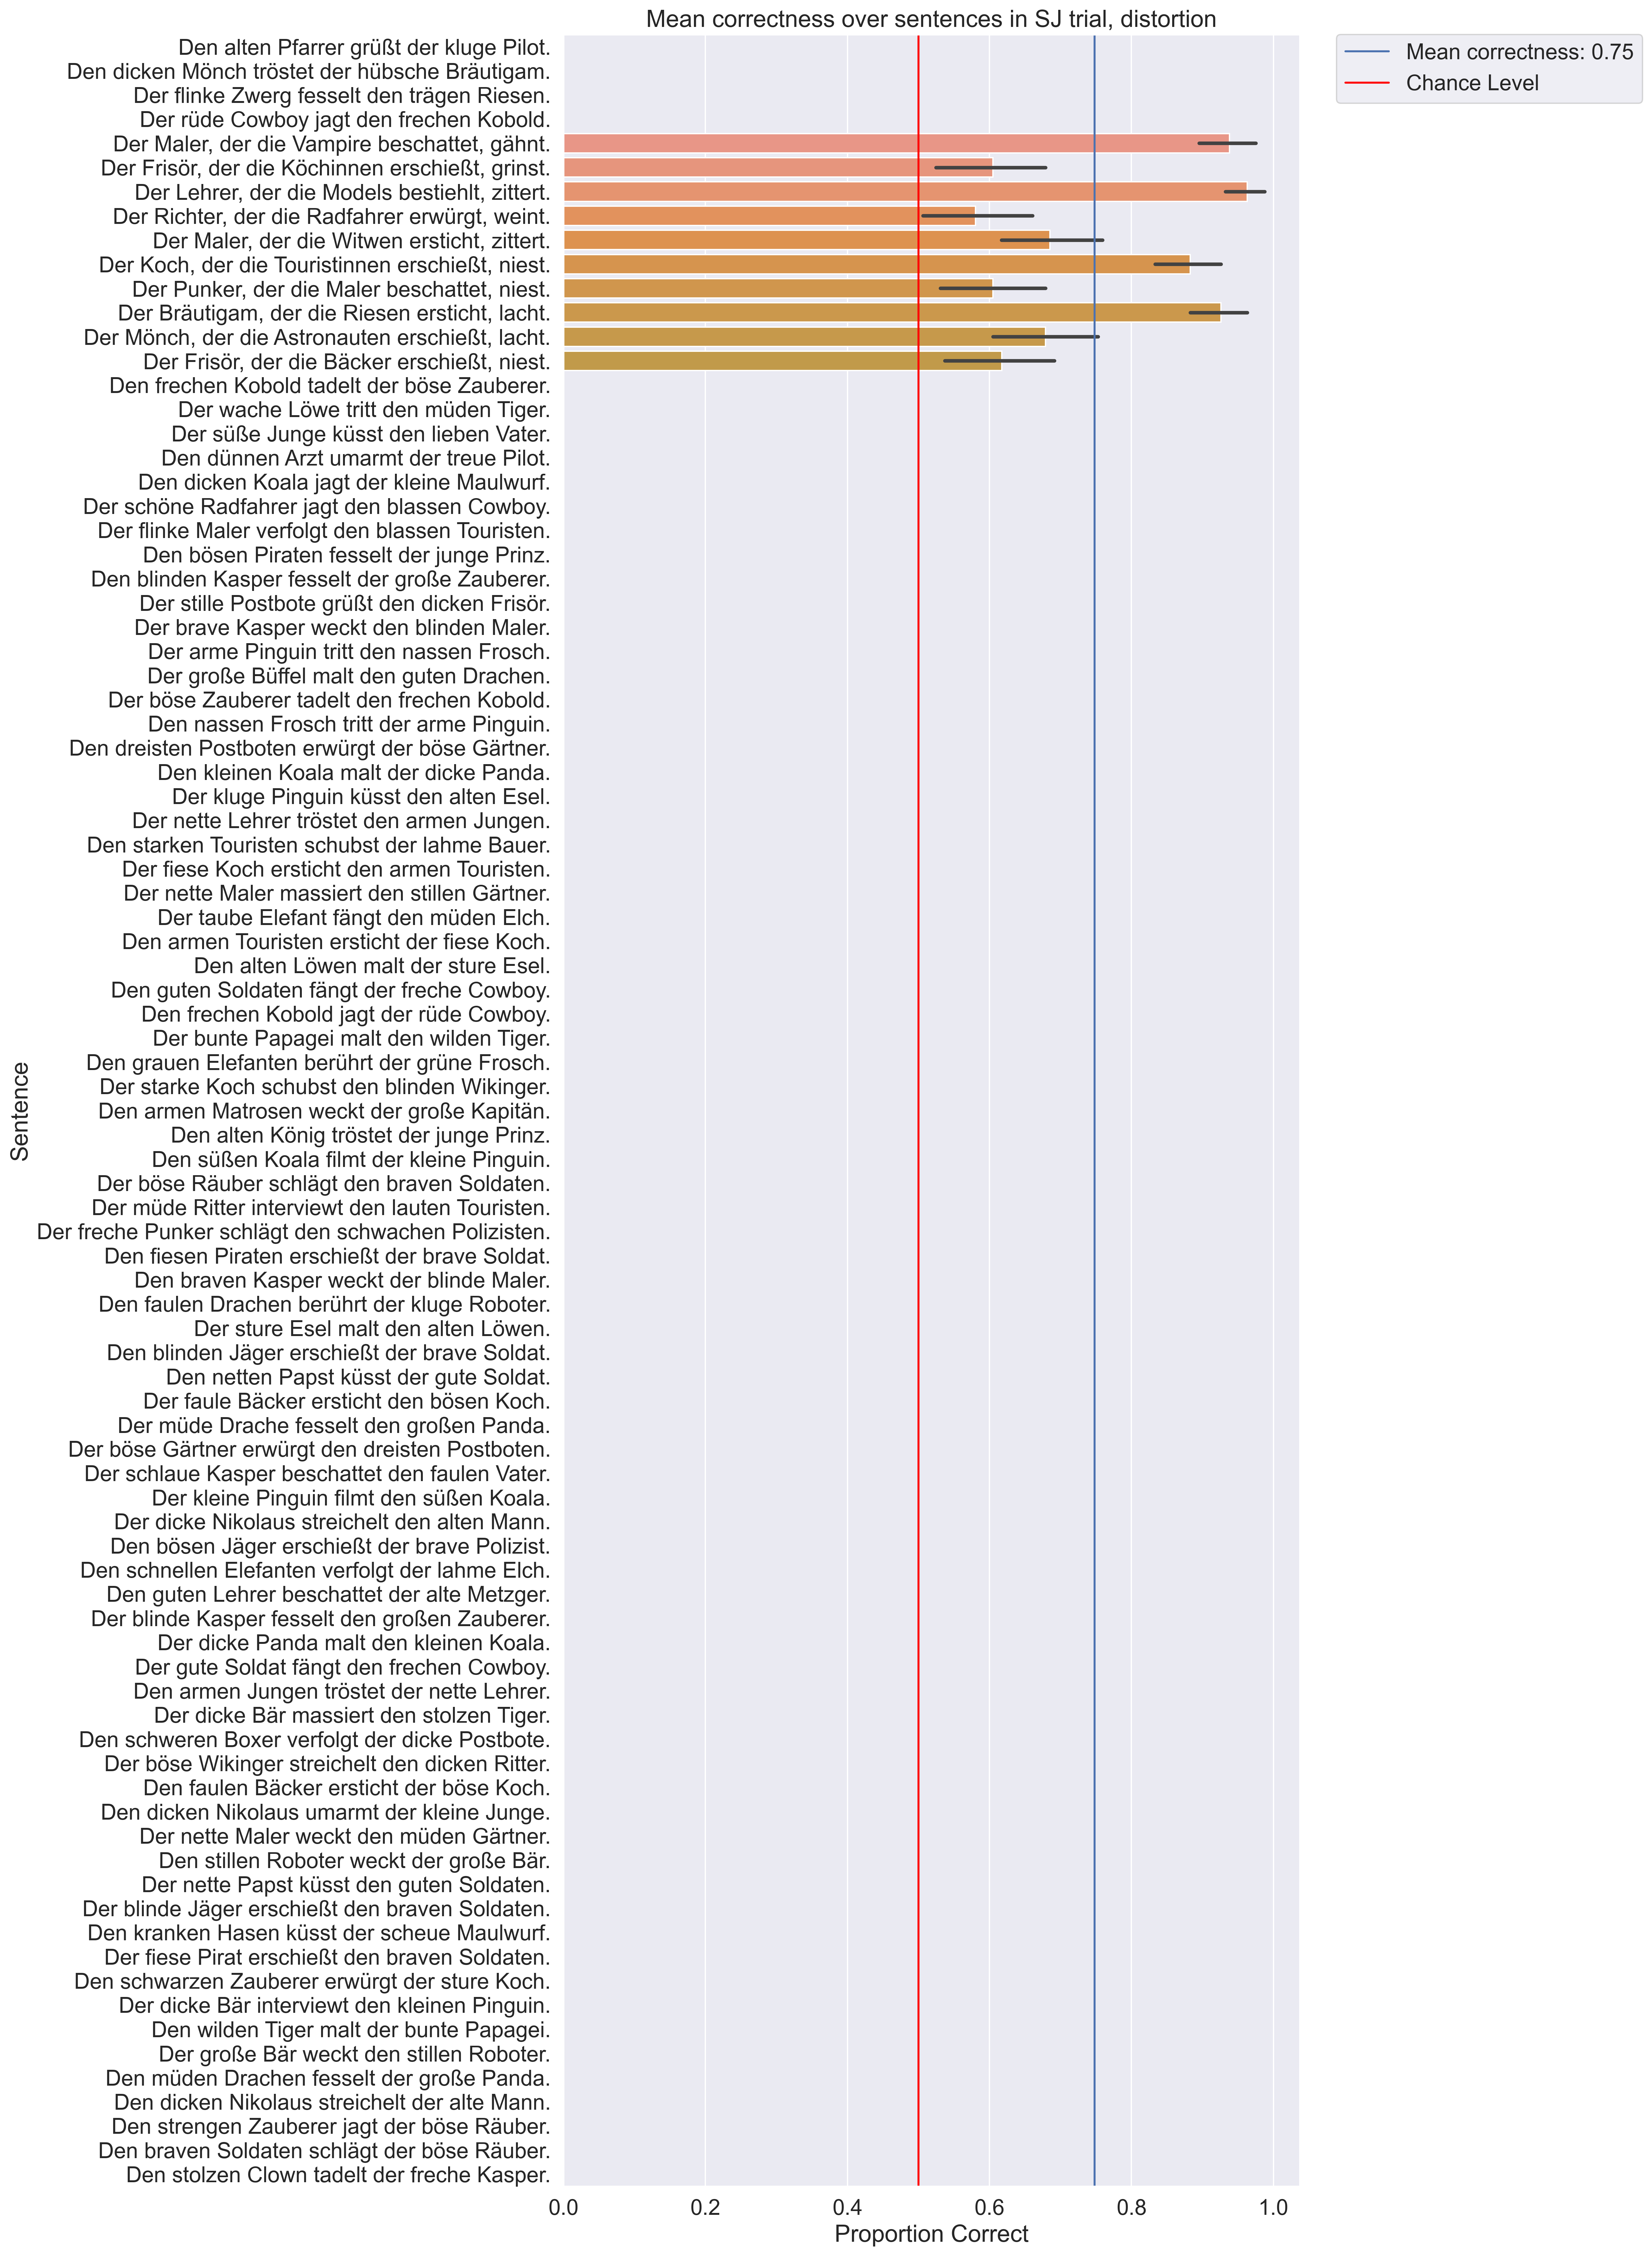 Mean correctness over sentences in SJ trial, distortion
Mean correctness: 0.75
Chance Level
Sentence
Den alten Pfarrer grüßt der kluge Pilot.
Den dicken Mönch tröstet der hübsche Bräutigam.
Der flinke Zwerg fesselt den trägen Riesen.
Der rüde Cowboy jagt den frechen Kobold.
Der Maler, der die Vampire beschattet, gähnt.
Der Frisör, der die Köchinnen erschießt, grinst.
Der Lehrer, der die Models bestiehlt, zittert.
Der Richter, der die Radfahrer erwürgt, weint.
Der Maler, der die Witwen ersticht, zittert.
Der Koch, der die Touristinnen erschießt, niest.
Der Punker, der die Maler beschattet, niest.
Der Bräutigam, der die Riesen ersticht, lacht.
Der Mönch, der die Astronauten erschießt, lacht.
Der Frisör, der die Bäcker erschießt, niest.
Den frechen Kobold tadelt der böse Zauberer.
Der wache Löwe tritt den müden Tiger.
Der süße Junge küsst den lieben Vater.
Den dünnen Arzt umarmt der treue Pilot.
Den dicken Koala jagt der kleine Maulwurf.
Der schöne Radfahrer jagt den blassen Cowboy.
Der flinke Maler verfolgt den blassen Touristen.
Den bösen Piraten fesselt der junge Prinz.
Den blinden Kasper fesselt der große Zauberer.
Der stille Postbote grüßt den dicken Frisör.
Der brave Kasper weckt den blinden Maler.
Der arme Pinguin tritt den nassen Frosch.
Der große Büffel malt den guten Drachen.
Der böse Zauberer tadelt den frechen Kobold.
Den nassen Frosch tritt der arme Pinguin.
Den dreisten Postboten erwürgt der böse Gärtner.
Den kleinen Koala malt der dicke Panda.
Der kluge Pinguin küsst den alten Esel.
Der nette Lehrer tröstet den armen Jungen.
Den starken Touristen schubst der lahme Bauer.
Der fiese Koch ersticht den armen Touristen.
Der nette Maler massiert den stillen Gärtner.
Der taube Elefant fängt den müden Elch.
Den armen Touristen ersticht der fiese Koch.
Den alten Löwen malt der sture Esel.
Den guten Soldaten fängt der freche Cowboy.
Den frechen Kobold jagt der rüde Cowboy.
Der bunte Papagei malt den wilden Tiger.
Den grauen Elefanten berührt der grüne Frosch.
Der starke Koch schubst den blinden Wikinger.
Den armen Matrosen weckt der große Kapitän.
Den alten König tröstet der junge Prinz.
Den süßen Koala filmt der kleine Pinguin.
Der böse Räuber schlägt den braven Soldaten.
Der müde Ritter interviewt den lauten Touristen.
Der freche Punker schlägt den schwachen Polizisten.
Den fiesen Piraten erschießt der brave Soldat.
Den braven Kasper weckt der blinde Maler.
Den faulen Drachen berührt der kluge Roboter.
Der sture Esel malt den alten Löwen.
Den blinden Jäger erschießt der brave Soldat.
Den netten Papst küsst der gute Soldat.
Der faule Bäcker ersticht den bösen Koch.
Der müde Drache fesselt den großen Panda.
Der böse Gärtner erwürgt den dreisten Postboten.
Der schlaue Kasper beschattet den faulen Vater.
Der kleine Pinguin filmt den süßen Koala.
Der dicke Nikolaus streichelt den alten Mann.
Den bösen Jäger erschießt der brave Polizist.
Den schnellen Elefanten verfolgt der lahme Elch.
Den guten Lehrer beschattet der alte Metzger.
Der blinde Kasper fesselt den großen Zauberer.
Der dicke Panda malt den kleinen Koala.
Der gute Soldat fängt den frechen Cowboy.
Den armen Jungen tröstet der nette Lehrer.
Der dicke Bär massiert den stolzen Tiger.
Den schweren Boxer verfolgt der dicke Postbote.
Der böse Wikinger streichelt den dicken Ritter.
Den faulen Bäcker ersticht der böse Koch.
Den dicken Nikolaus umarmt der kleine Junge.
Der nette Maler weckt den müden Gärtner.
Den stillen Roboter weckt der große Bär.
Der nette Papst küsst den guten Soldaten.
Der blinde Jäger erschießt den braven Soldaten.
Den kranken Hasen küsst der scheue Maulwurf.
Der fiese Pirat erschießt den braven Soldaten.
Den schwarzen Zauberer erwürgt der sture Koch.
Der dicke Bär interviewt den kleinen Pinguin.
Den wilden Tiger malt der bunte Papagei.
Der große Bär weckt den stillen Roboter.
Den müden Drachen fesselt der große Panda.
Den dicken Nikolaus streichelt der alte Mann.
Den strengen Zauberer jagt der böse Räuber.
Den braven Soldaten schlägt der böse Räuber.
Den stolzen Clown tadelt der freche Kasper.
0.0 0.2 0.4 0.6 0.8 1.0
Proportion Correct